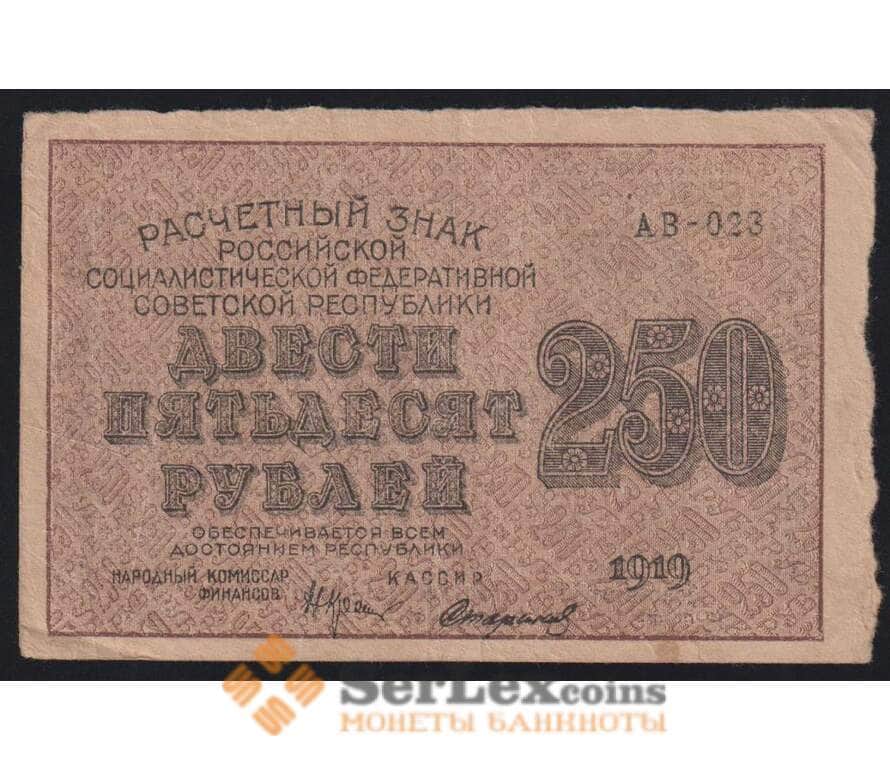 РАСЧЕТНЫЙ ЗНАК
РОССИЙСКОЙ
СОЦИАЛИСТИЧЕСКОЙ ФЕДЕРАТИВНОЙ
СОВЕТСКОЙ РЕСПУБЛИКИ
АВ-023
ДВЕСТИ
ПЯТЬДЕСЯТ
РУБЛЕЙ
250
ОБЕСПЕЧИВАЕТСЯ ВСЕМ
ДОСТОЯНИЕМ РЕСПУБЛИКИ
НАРОДНЫЙ КОМИССАР
ФИНАНСОВ
КАССИР
1919
SerLexcoins
МОНЕТЫ БАНКНОТЫ